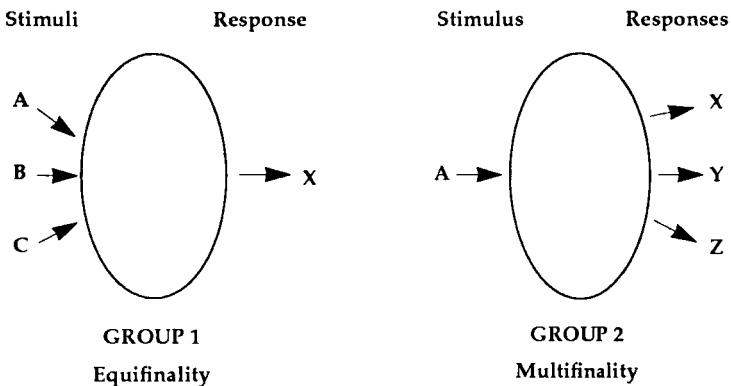 Stimuli Response
A
B
C
X
GROUP 1
Equifinality
Stimulus Responses
A
X
Y
Z
GROUP 2
Multifinality